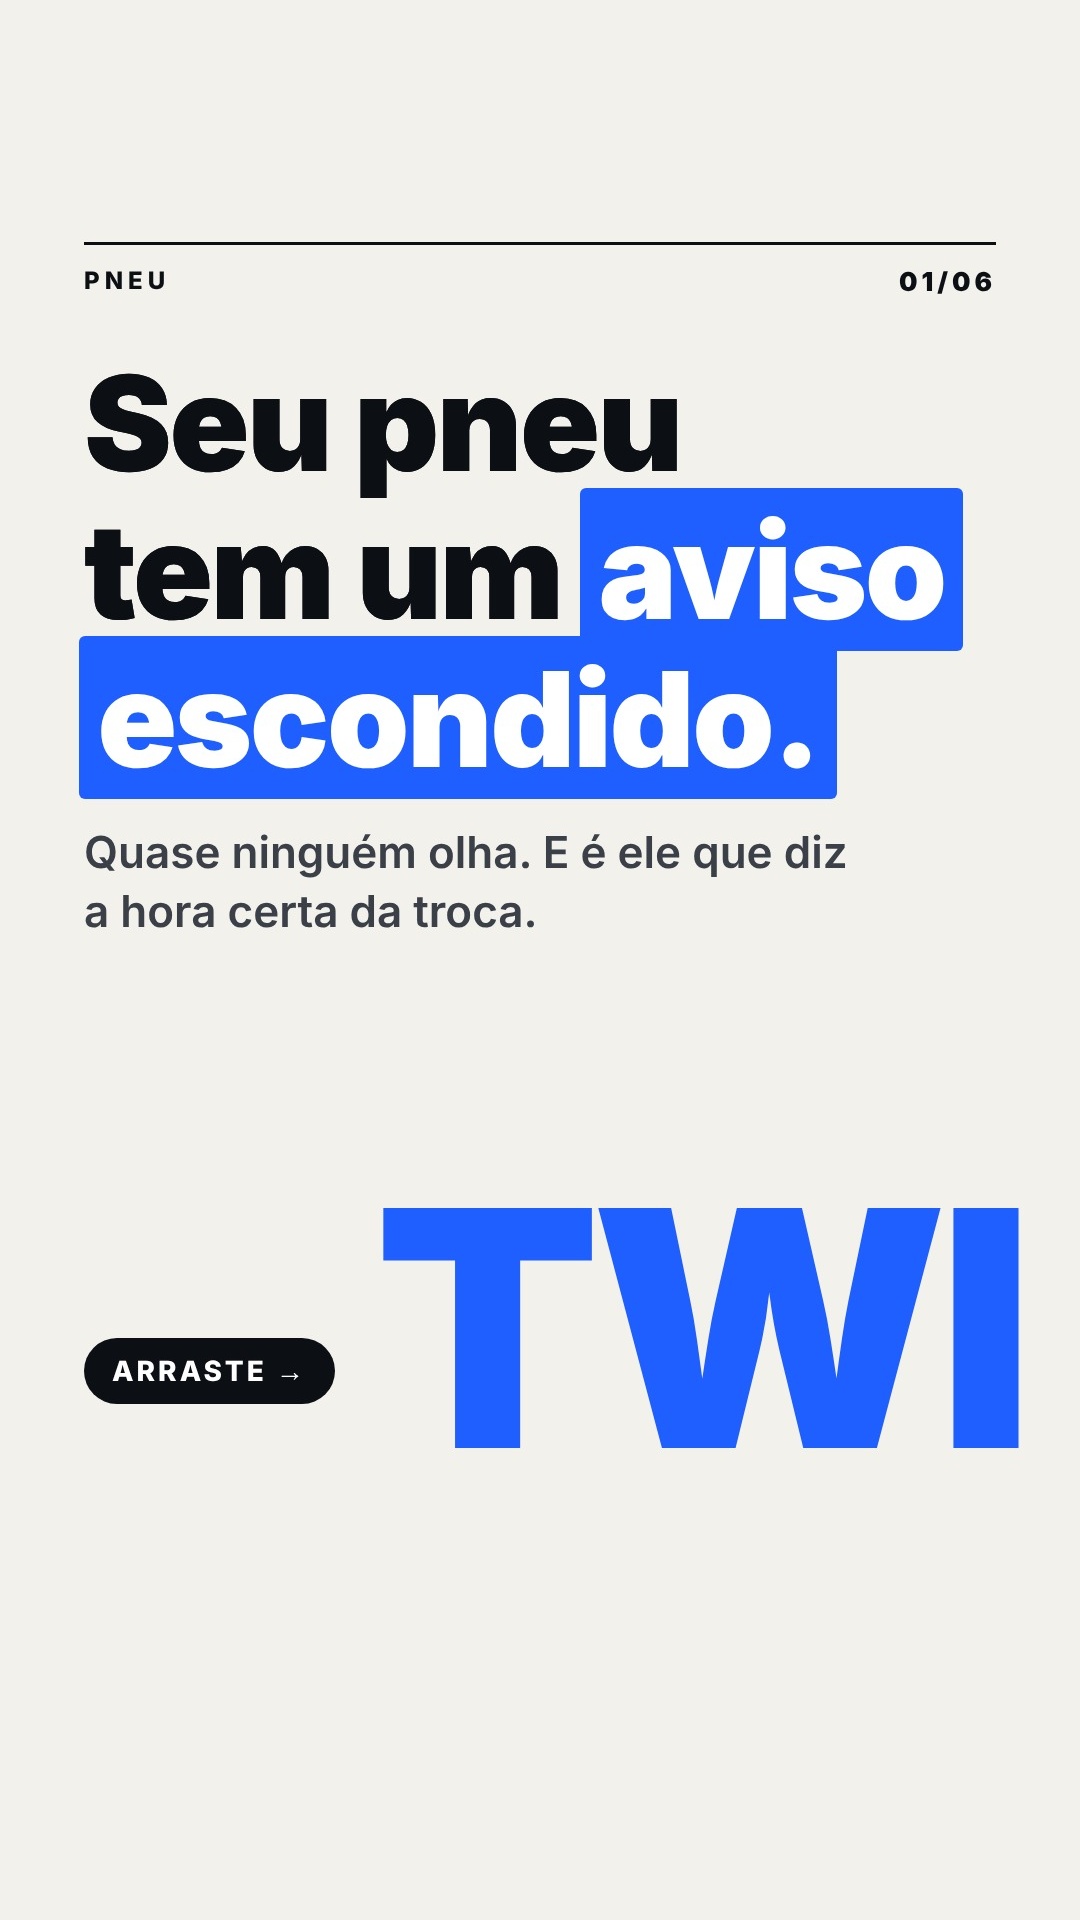 PNEU
01/06
Seu pneu
tem um aviso
escondido.
Quase ninguém olha. E é ele que diz
a hora certa da troca.
TWI
ARRASTE →